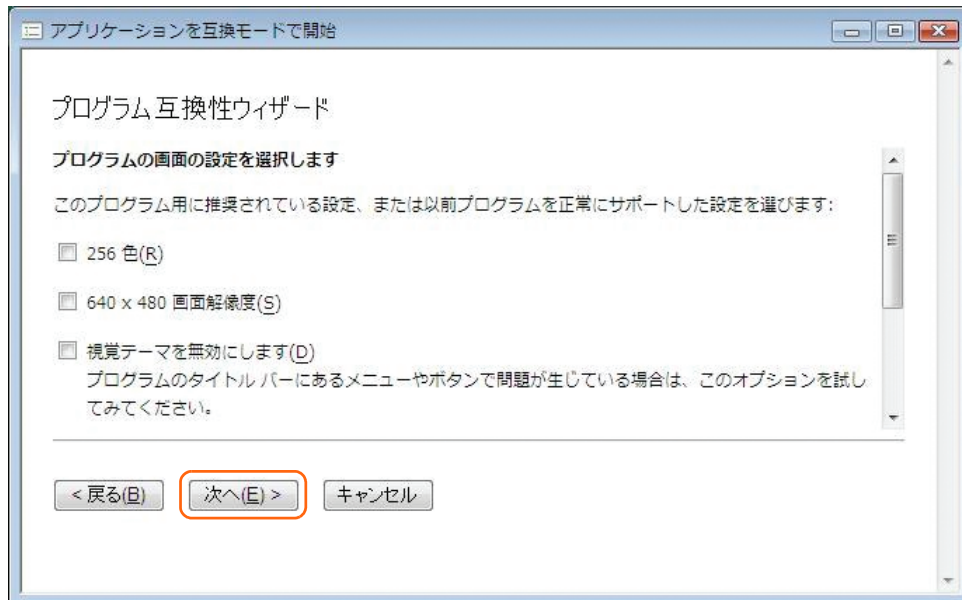 アプリケーションを互換モードで開始
プログラム互換性ウィザード
プログラムの画面の設定を選択します
このプログラム用に推奨されている設定、または以前プログラムを正常にサポートした設定を選びます:
256 色(R)
640 x 480 画面解像度(S)
視覚テーマを無効にします(D)
プログラムのタイトル バーにあるメニューやボタンで問題が生じている場合は、このオプションを試し
てみてください。
< 戻る(B) 次へ(E) > キャンセル